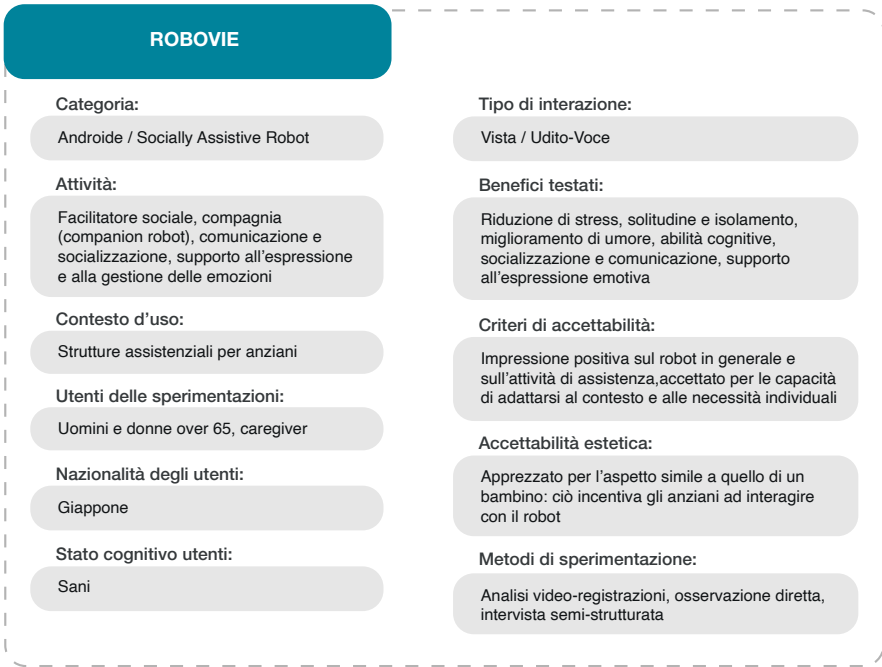 ROBOVIE
Categoria:
Androide / Socially Assistive Robot
Attività:
Facilitatore sociale, compagnia
(companion robot), comunicazione e
socializzazione, supporto all'espressione
e alla gestione delle emozioni
Contesto d'uso:
Strutture assistenziali per anziani
Utenti delle sperimentazioni:
Uomini e donne over 65, caregiver
Nazionalità degli utenti:
Giappone
Stato cognitivo utenti:
Sani
Tipo di interazione:
Vista / Udito-Voce
Benefici testati:
Riduzione di stress, solitudine e isolamento,
miglioramento di umore, abilità cognitive,
socializzazione e comunicazione, supporto
all'espressione emotiva
Criteri di accettabilità:
Impressione positiva sul robot in generale e
sull'attività di assistenza,accettato per le capacità
di adattarsi al contesto e alle necessità individuali
Accettabilità estetica:
Apprezzato per l'aspetto simile a quello di un
bambino: ciò incentiva gli anziani ad interagire
con il robot
Metodi di sperimentazione:
Analisi video-registrazioni, osservazione diretta,
intervista semi-strutturata